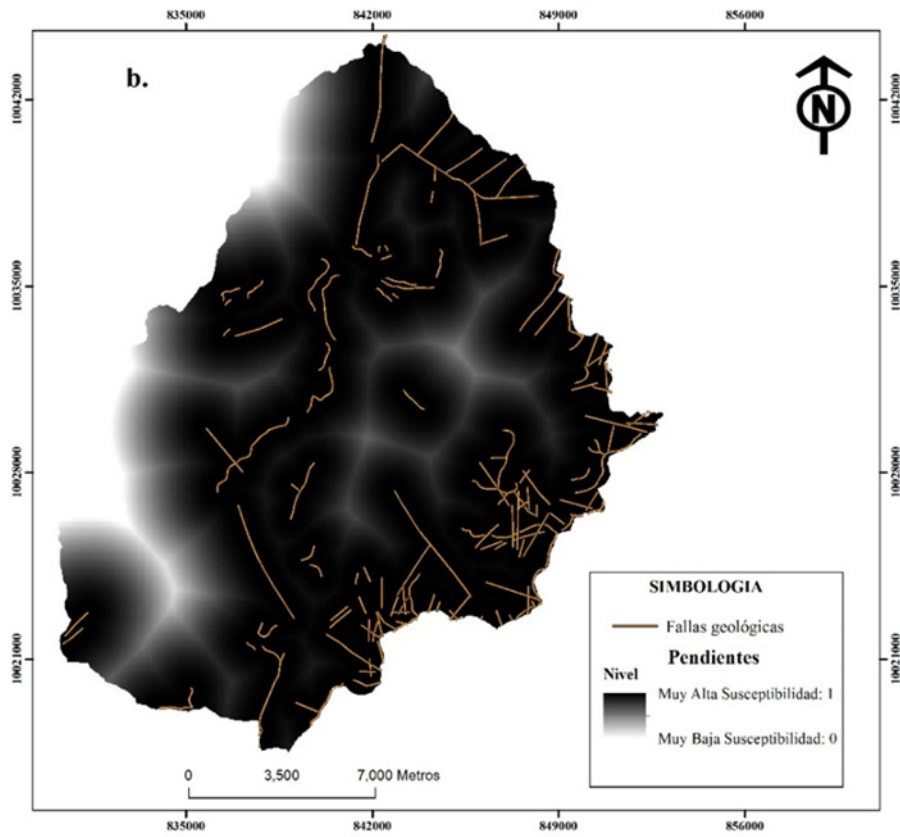 835000 842000 849000 856000
b.
N
10042000 10042000
10035000 10035000
10028000 10028000
10021000 10021000
SIMBOLOGIA
Fallas geológicas
Pendientes
Nivel
Muy Alta Susceptibilidad: 1
Muy Baja Susceptibilidad: 0
0 3,500 7,000 Metros
835000 842000 849000 856000